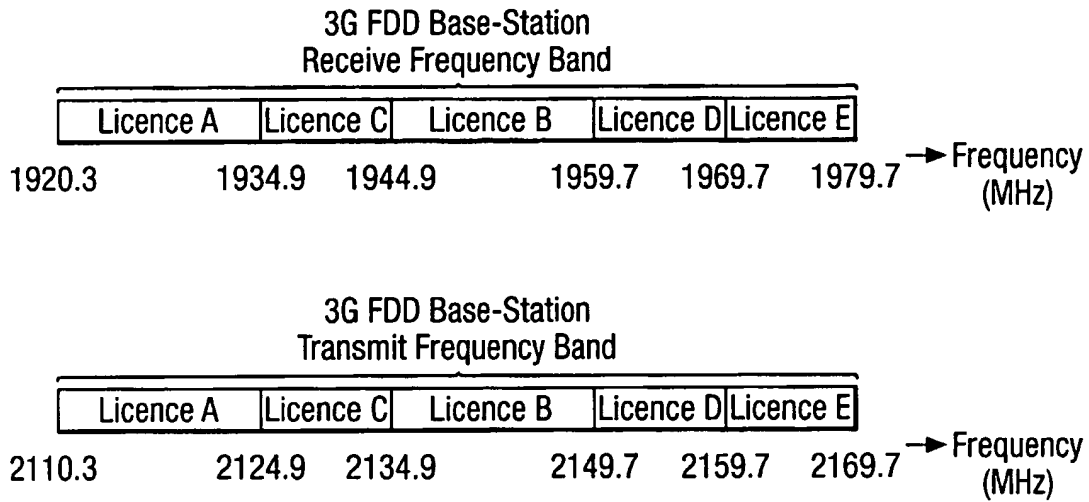 3G FDD Base-Station
Receive Frequency Band
Licence A Licence C Licence B Licence D Licence E
1920.3 1934.9 1944.9 1959.7 1969.7 1979.7 Frequency
(MHz)
3G FDD Base-Station
Transmit Frequency Band
Licence A Licence C Licence B Licence D Licence E
2110.3 2124.9 2134.9 2149.7 2159.7 2169.7 Frequency
(MHz)